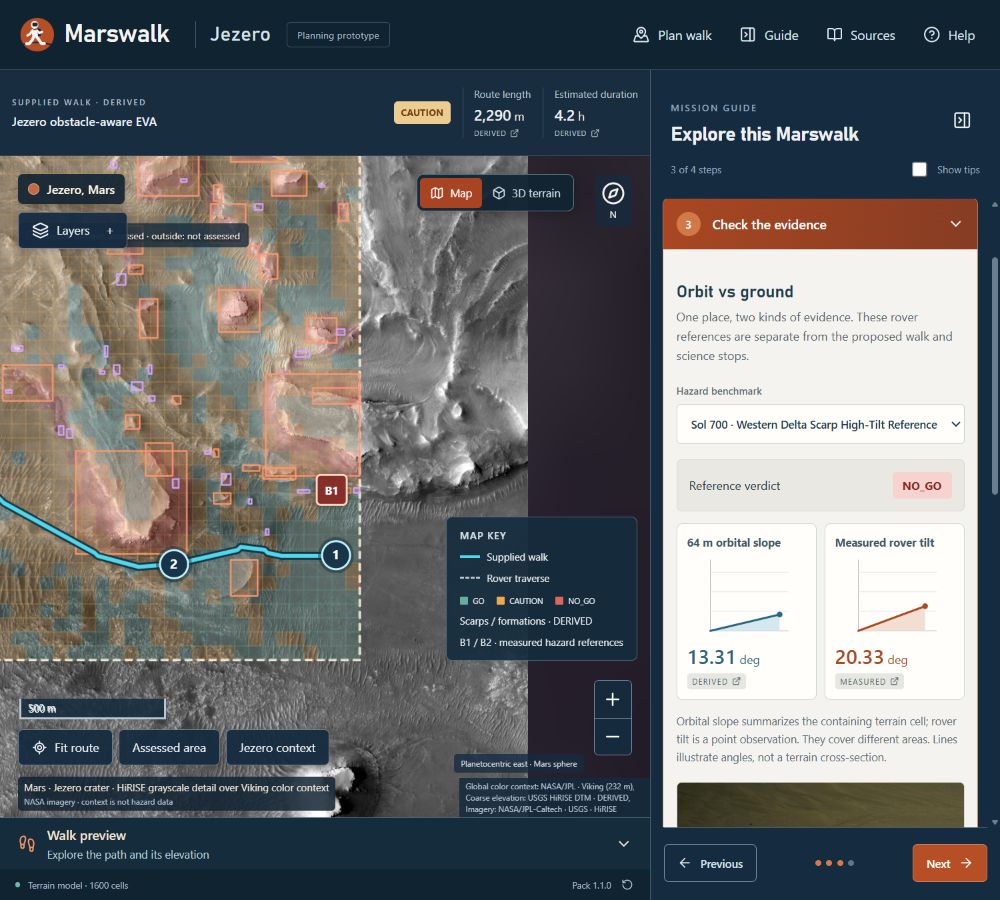 Marswalk
Jezero
Planning prototype
Plan walk
Guide
Sources
Help
SUPPLIED WALK · DERIVED
Jezero obstacle-aware EVA
CAUTION
Route length
2,290 m
DERIVED
Estimated duration
4.2 h
DERIVED
Jezero, Mars
Layers +
ssed · outside: not assessed
Map
3D terrain
N
B1
2
1
MAP KEY
Supplied walk
Rover traverse
GO CAUTION NO_GO
Scarps / formations · DERIVED
B1 / B2 · measured hazard references
500 m
+
−
Fit route
Assessed area
Jezero context
Planetocentric east · Mars sphere
Mars · Jezero crater · HiRISE grayscale detail over Viking color context
NASA imagery · context is not hazard data
Global color context: NASA/JPL · Viking (232 m),
Coarse elevation: USGS HiRISE DTM · DERIVED,
Imagery: NASA/JPL-Caltech · USGS · HiRISE
Walk preview
Explore the path and its elevation
Terrain model · 1600 cells
Pack 1.1.0
MISSION GUIDE
Explore this Marswalk
3 of 4 steps
Show tips
3
Check the evidence
Orbit vs ground
One place, two kinds of evidence. These rover
references are separate from the proposed walk and
science stops.
Hazard benchmark
Sol 700 · Western Delta Scarp High-Tilt Reference
Reference verdict
NO_GO
64 m orbital slope
13.31 deg
DERIVED
Measured rover tilt
20.33 deg
MEASURED
Orbital slope summarizes the containing terrain cell; rover
tilt is a point observation. They cover different areas. Lines
illustrate angles, not a terrain cross-section.
Previous
Next